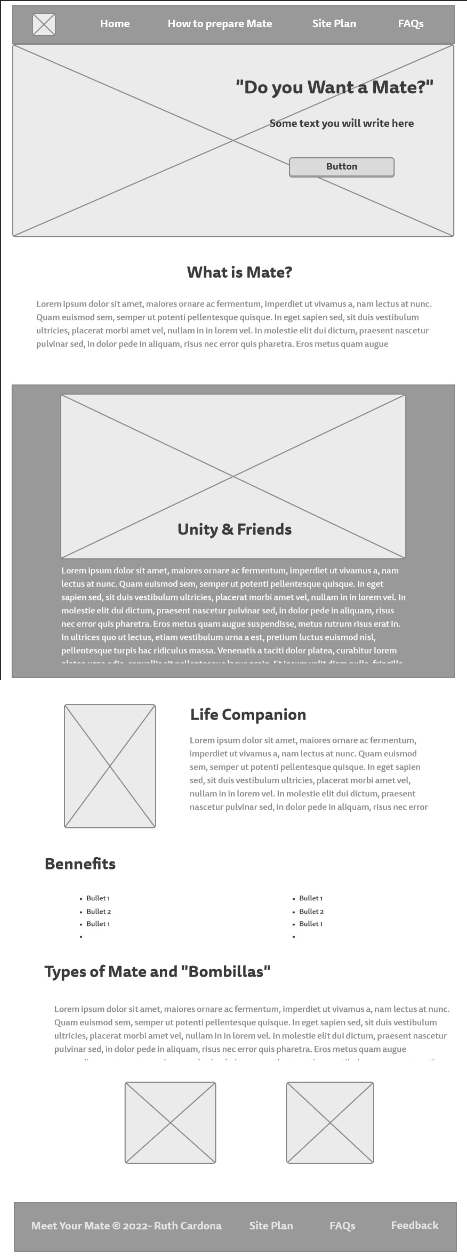 Home How to prepare Mate Site Plan FAQs
"Do you Want a Mate?"
Some text you will write here
Button
What is Mate?
Lorem ipsum dolor sit amet, maiores ornare ac fermentum, imperdiet ut vivamus a, nam lectus at nunc.
Quam euismod sem, semper ut potenti pellentesque quisque. In eget sapien sed, sit duis vestibulum
ultricies, placerat morbi amet vel, nullam in in lorem vel. In molestie elit dui dictum, praesent nascetur
pulvinar sed, in dolor pede in aliquam, risus nec error quis pharetra. Eros metus quam augue
Unity & Friends
Lorem ipsum dolor sit amet, maiores ornare ac fermentum, imperdiet ut vivamus a, nam
lectus at nunc. Quam euismod sem, semper ut potenti pellentesque quisque. In eget
sapien sed, sit duis vestibulum ultricies, placerat morbi amet vel, nullam in in lorem vel. In
molestie elit dui dictum, praesent nascetur pulvinar sed, in dolor pede in aliquam, risus
nec error quis pharetra. Eros metus quam augue suspendisse, metus rutrum risus erat in.
In ultrices quo ut lectus, etiam vestibulum urna a est, pretium luctus euismod nisl,
pellentesque turpis hac ridiculus massa. Venenatis a taciti dolor platea, curabitur lorem
Life Companion
Lorem ipsum dolor sit amet, maiores ornare ac fermentum,
imperdiet ut vivamus a, nam lectus at nunc. Quam euismod
sem, semper ut potenti pellentesque quisque. In eget sapien
sed, sit duis vestibulum ultricies, placerat morbi amet vel,
nullam in in lorem vel. In molestie elit dui dictum, praesent
nascetur pulvinar sed, in dolor pede in aliquam, risus nec error
Bennefits
• Bullet 1
• Bullet 2
• Bullet 1
•
• Bullet 1
• Bullet 2
• Bullet 1
•
Types of Mate and "Bombillas"
Lorem ipsum dolor sit amet, maiores ornare ac fermentum, imperdiet ut vivamus a, nam lectus at nunc.
Quam euismod sem, semper ut potenti pellentesque quisque. In eget sapien sed, sit duis vestibulum
ultricies, placerat morbi amet vel, nullam in in lorem vel. In molestie elit dui dictum, praesent nascetur
pulvinar sed, in dolor pede in aliquam, risus nec error quis pharetra. Eros metus quam augue
Meet Your Mate © 2022- Ruth Cardona Site Plan FAQs Feedback